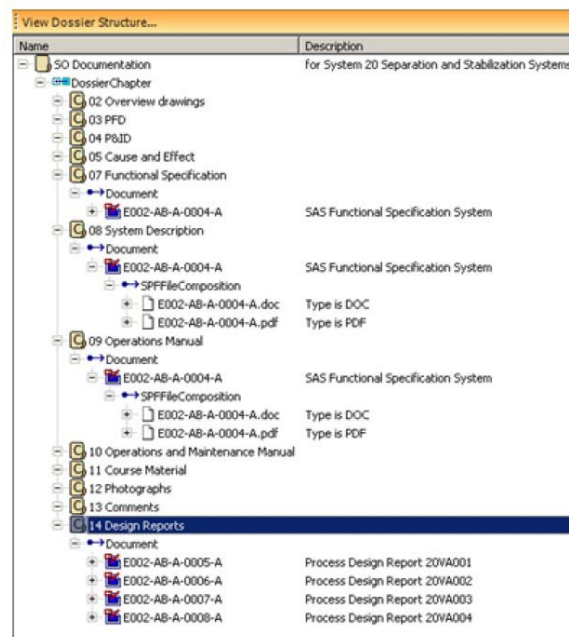 View Dossier Structure...
Name Description
SO Documentation for System 20 Separation and Stabilization Systems
DossierChapter
02 Overview drawings
03 PFD
04 P&ID
05 Cause and Effect
07 Functional Specification
Document
E002-AB-A-0004-A SAS Functional Specification System
08 System Description
Document
E002-AB-A-0004-A SAS Functional Specification System
SPFFileComposition
E002-AB-A-0004-A.doc Type is DOC
E002-AB-A-0004-A.pdf Type is PDF
09 Operations Manual
Document
E002-AB-A-0004-A SAS Functional Specification System
SPFFileComposition
E002-AB-A-0004-A.doc Type is DOC
E002-AB-A-0004-A.pdf Type is PDF
10 Operations and Maintenance Manual
11 Course Material
12 Photographs
13 Comments
14 Design Reports
Document
E002-AB-A-0005-A Process Design Report 20VA001
E002-AB-A-0006-A Process Design Report 20VA002
E002-AB-A-0007-A Process Design Report 20VA003
E002-AB-A-0008-A Process Design Report 20VA004